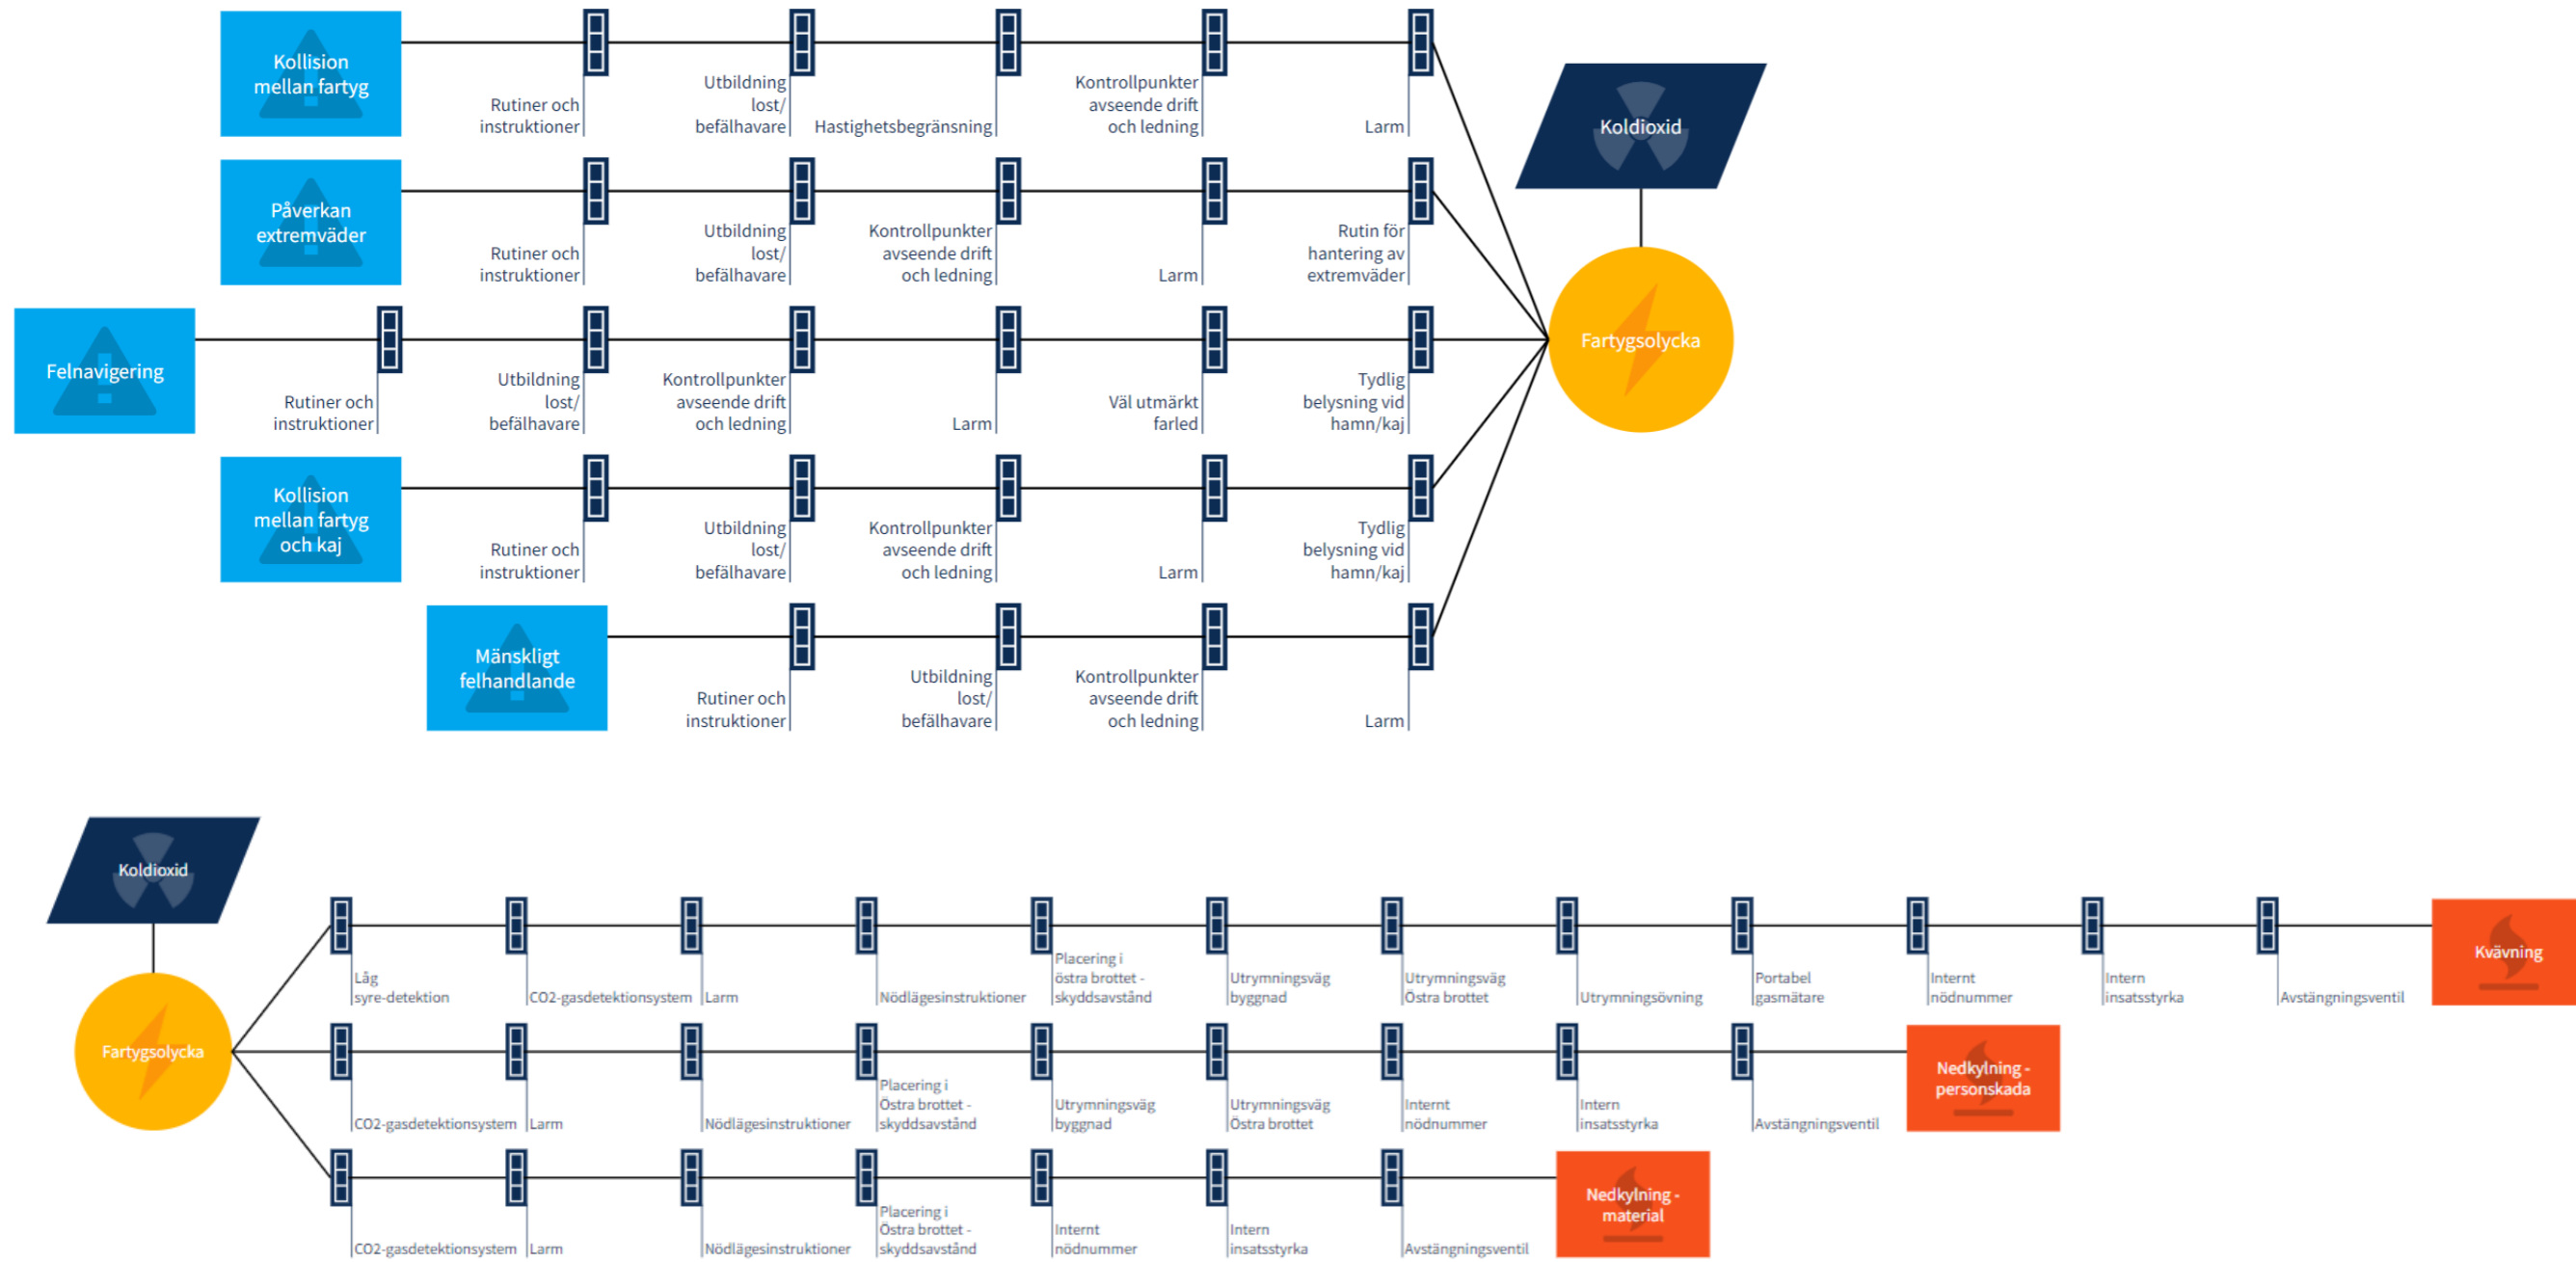 Kollision
mellan fartyg
Rutiner och
instruktioner
Utbildning
lost/
befälhavare
Hastighetsbegränsning
Kontrollpunkter
avseende drift
och ledning
Larm
Koldioxid
Påverkan
extremväder
Rutiner och
instruktioner
Utbildning
lost/
befälhavare
Kontrollpunkter
avseende drift
och ledning
Larm
Rutin för
hantering av
extremväder
Fartygsolycka
Felnavigering
Rutiner och
instruktioner
Utbildning
lost/
befälhavare
Kontrollpunkter
avseende drift
och ledning
Larm
Väl utmärkt
farled
Tydlig
belysning vid
hamn/kaj
Kollision
mellan fartyg
och kaj
Rutiner och
instruktioner
Utbildning
lost/
befälhavare
Kontrollpunkter
avseende drift
och ledning
Larm
Tydlig
belysning vid
hamn/kaj
Mänskligt
felhandlande
Rutiner och
instruktioner
Utbildning
lost/
befälhavare
Kontrollpunkter
avseende drift
och ledning
Larm
Koldioxid
Fartygsolycka
Låg
syre-detektion
CO2-gasdetektionsystem
Larm
Nödlägesinstruktioner
Placering i
östra brottet -
skyddsavstånd
Utrymningsväg
byggnad
Utrymningsväg
Östra brottet
Utrymningsövning
Portabel
gasmätare
Internt
nödnummer
Intern
insatsstyrka
Avstängningsventil
Kvävning
CO2-gasdetektionsystem
Larm
Nödlägesinstruktioner
Placering i
Östra brottet -
skyddsavstånd
Utrymningsväg
byggnad
Utrymningsväg
Östra brottet
Internt
nödnummer
Intern
insatsstyrka
Avstängningsventil
Nedkylning -
personskada
CO2-gasdetektionsystem
Larm
Nödlägesinstruktioner
Placering i
Östra brottet -
skyddsavstånd
Internt
nödnummer
Intern
insatsstyrka
Avstängningsventil
Nedkylning -
material